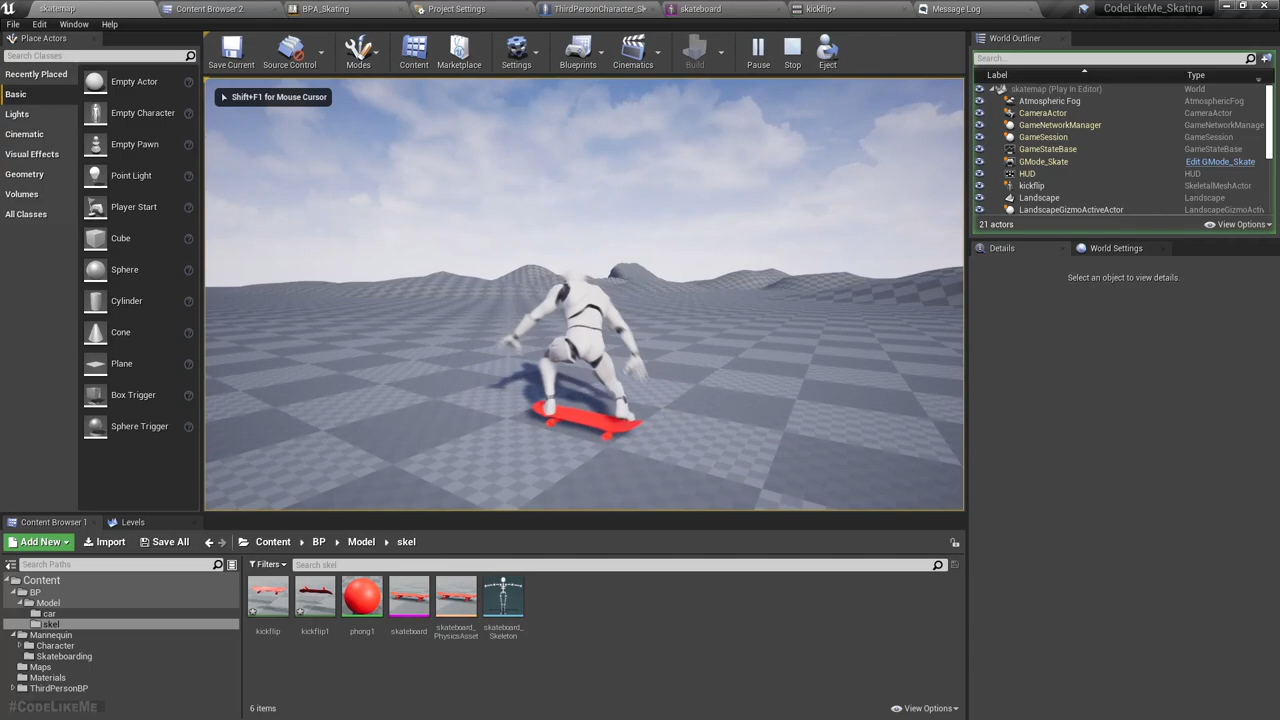 skatemap
Content Browser 2
BPA_Skating
Project Settings
ThirdPersonCharacter_Sk
skateboard
kickflip*
Message Log
CodeLikeMe_Skating
File
Edit
Window
Help
Place Actors
Search Classes
Recently Placed
Basic
Lights
Cinematic
Visual Effects
Geometry
Volumes
All Classes
Empty Actor
Empty Character
Empty Pawn
Point Light
Player Start
Cube
Sphere
Cylinder
Cone
Plane
Box Trigger
Sphere Trigger
Save Current
Source Control
Modes
Content
Marketplace
Settings
Blueprints
Cinematics
Build
Pause
Stop
Eject
Shift+F1 for Mouse Cursor
World Outliner
Search...
Label
Type
skatemap (Play In Editor)
World
Atmospheric Fog
AtmosphericFog
CameraActor
CameraActor
GameNetworkManager
GameNetworkManage
GameSession
GameSession
GameStateBase
GameStateBase
GMode_Skate
Edit GMode_Skate
HUD
HUD
kickflip
SkeletalMeshActor
Landscape
Landscape
LandscapeGizmoActiveActor
LandscapeGizmoActi
21 actors
View Options
Details
World Settings
Select an object to view details.
Content Browser 1
Levels
Add New
Import
Save All
Content
BP
Model
skel
Search Paths
Filters
Search skel
Content
BP
Model
car
skel
Mannequin
Character
Skateboarding
Maps
Materials
ThirdPersonBP
kickflip
kickflip1
phong1
skateboard
skateboard_
PhysicsAsset
skateboard_
Skeleton
6 items
View Options
#CodeLikeMe